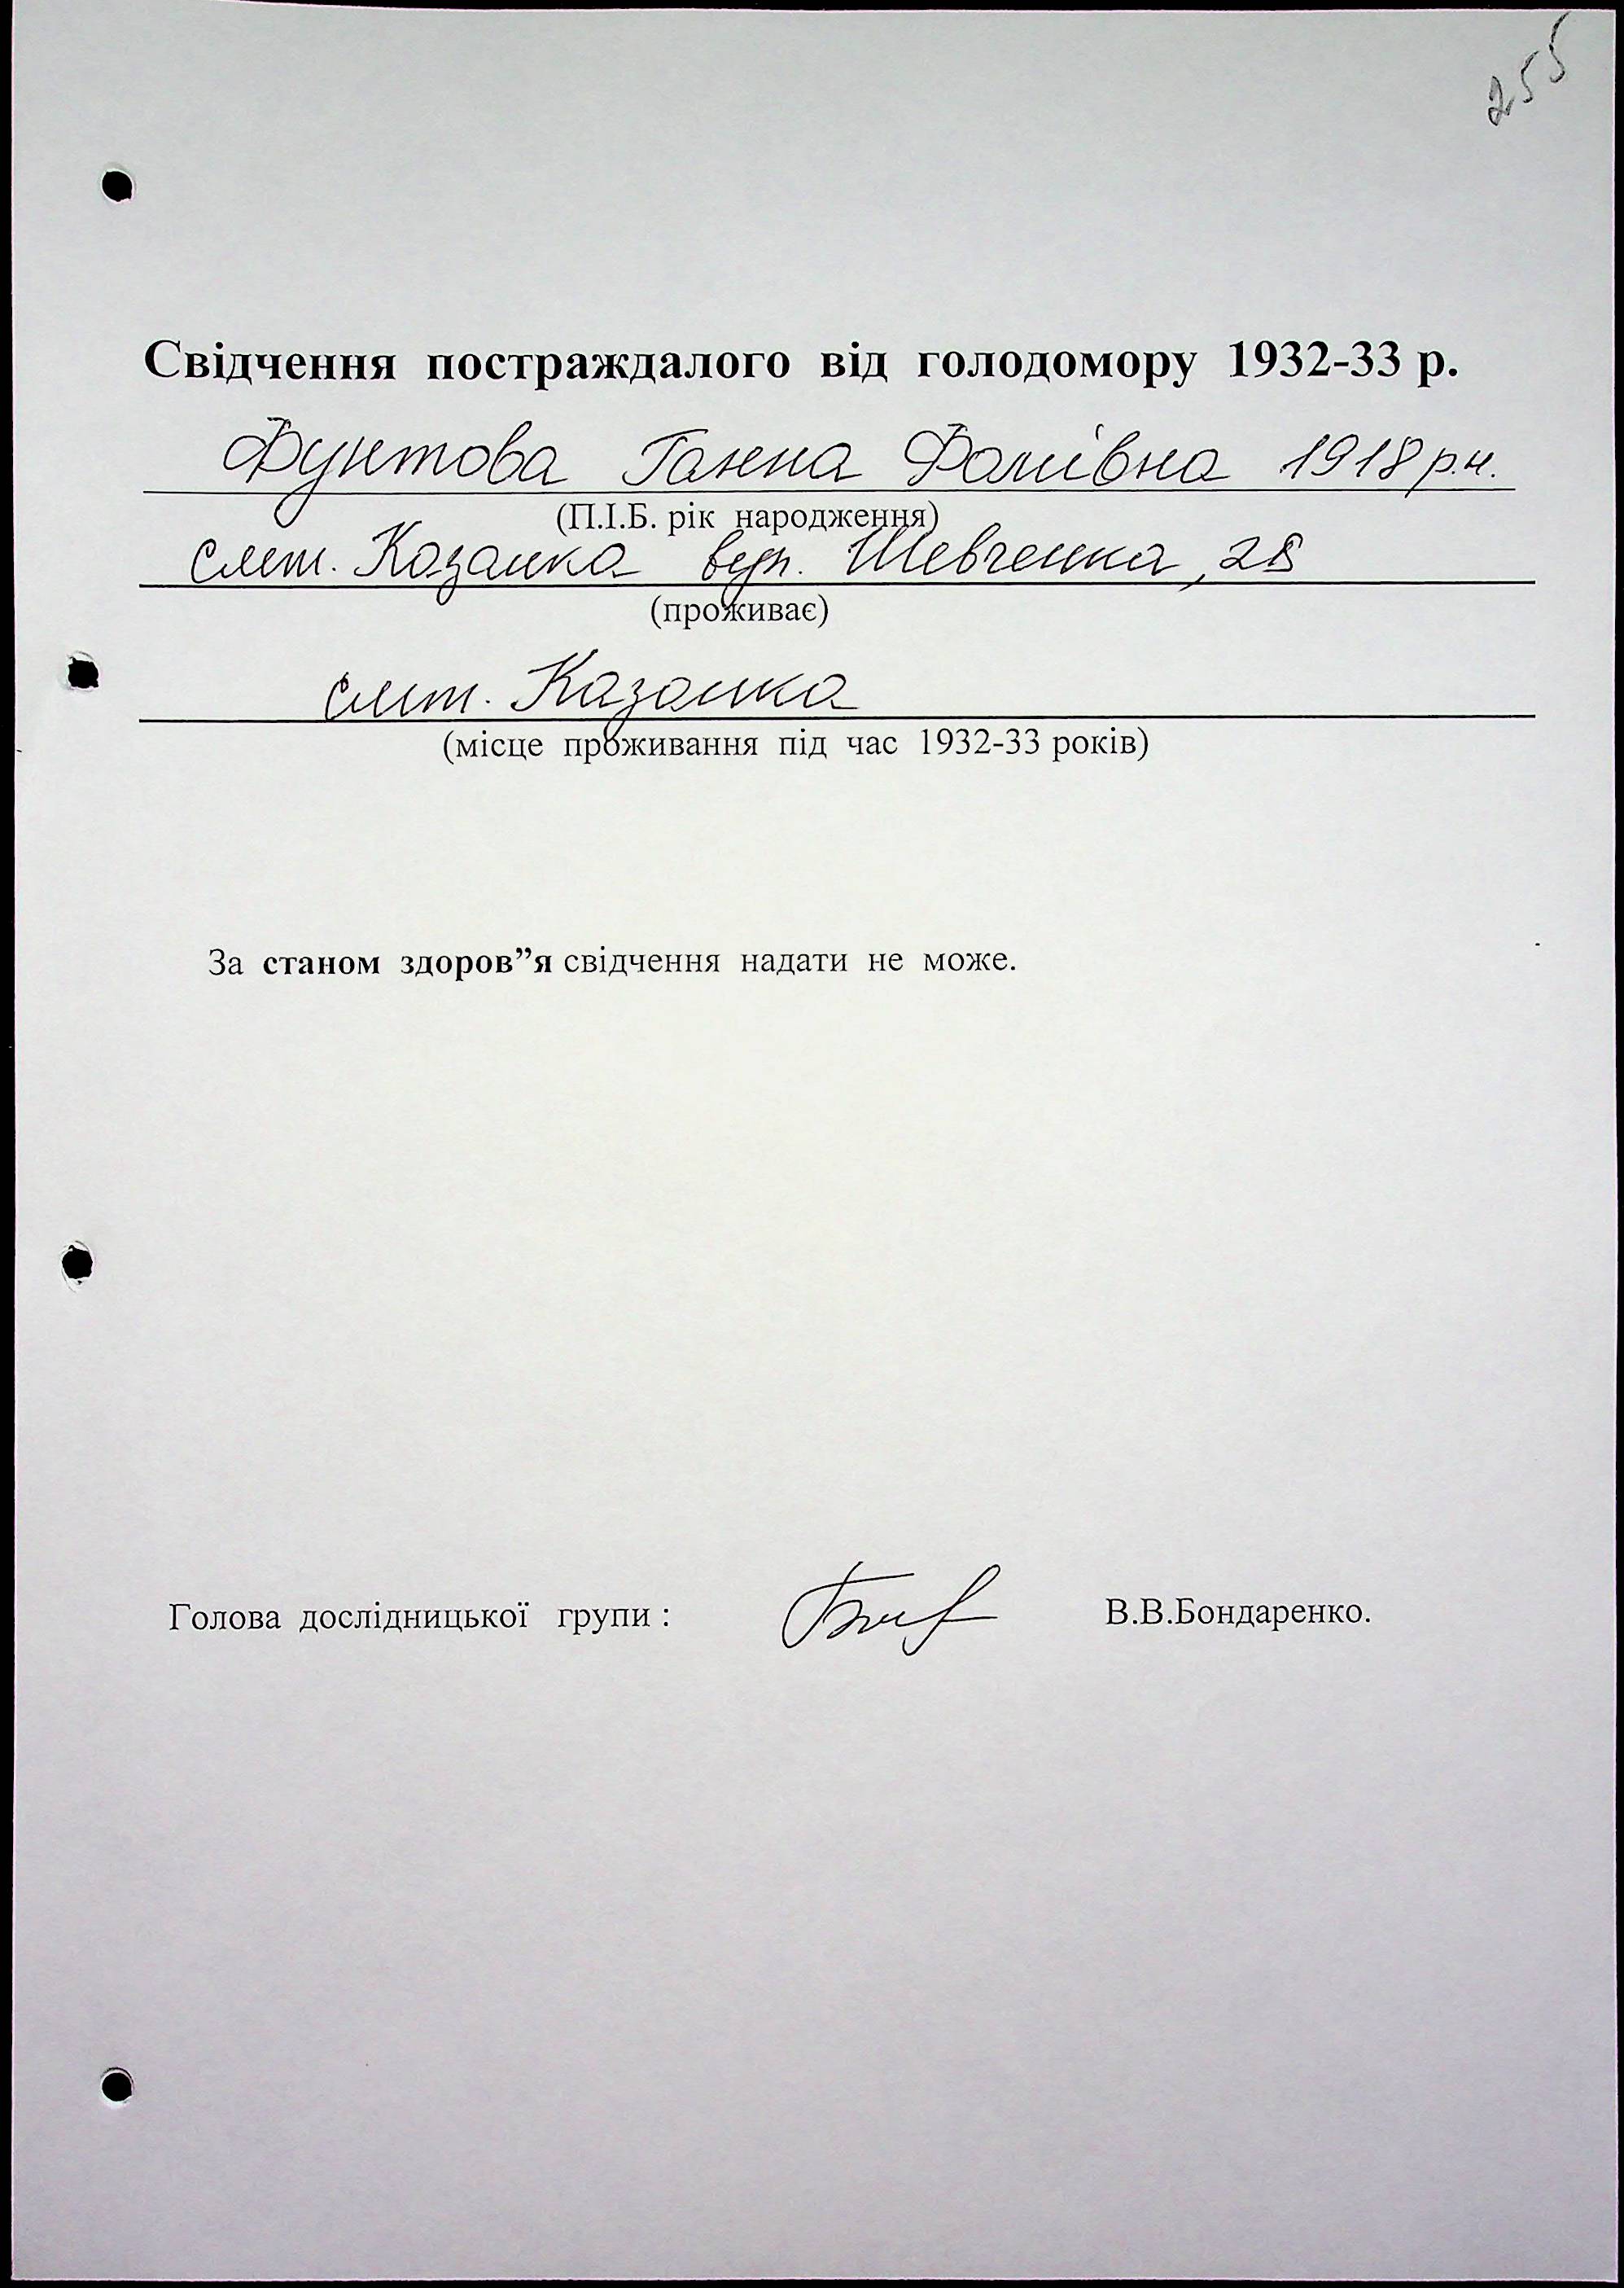 255
Свідчення постраждалого від голодомору 1932-33 р.
Фунтова Ганна Фомівна 1918 р.н.
(П.І.Б. рік народження)
смт. Казанка вул. Шевченка, 28
(проживає)
смт. Казанка
(місце проживання під час 1932-33 років)
За станом здоров”я свідчення надати не може.
Голова дослідницької групи : В.В.Бондаренко.